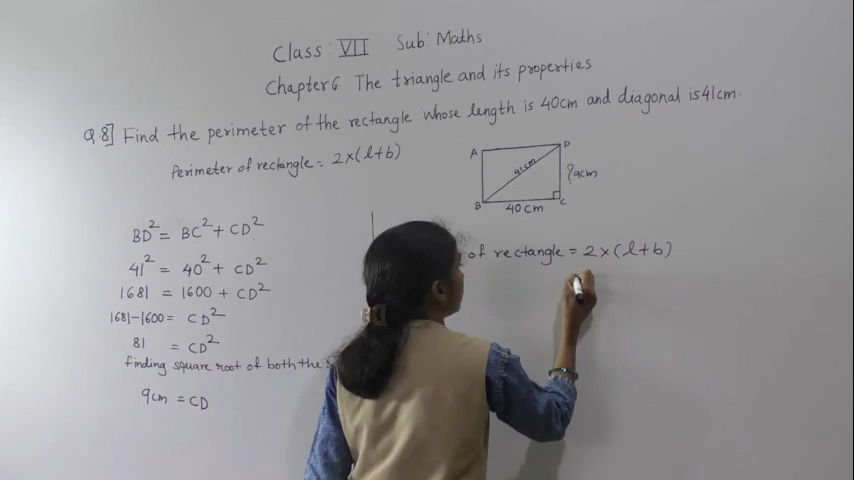 Class: VII Sub: Maths
Chapter 6. The triangle and its properties
Q.8] Find the perimeter of the rectangle whose length is 40cm and diagonal is 41cm.
Perimeter of rectangle = 2×(l+b)
A D
41cm
?9cm
B C
40cm
BD² = BC² + CD²
41² = 40² + CD²
1681 = 1600 + CD²
1681-1600 = CD²
81 = CD²
finding square root of both the
9cm = CD
of rectangle = 2×(l+b)